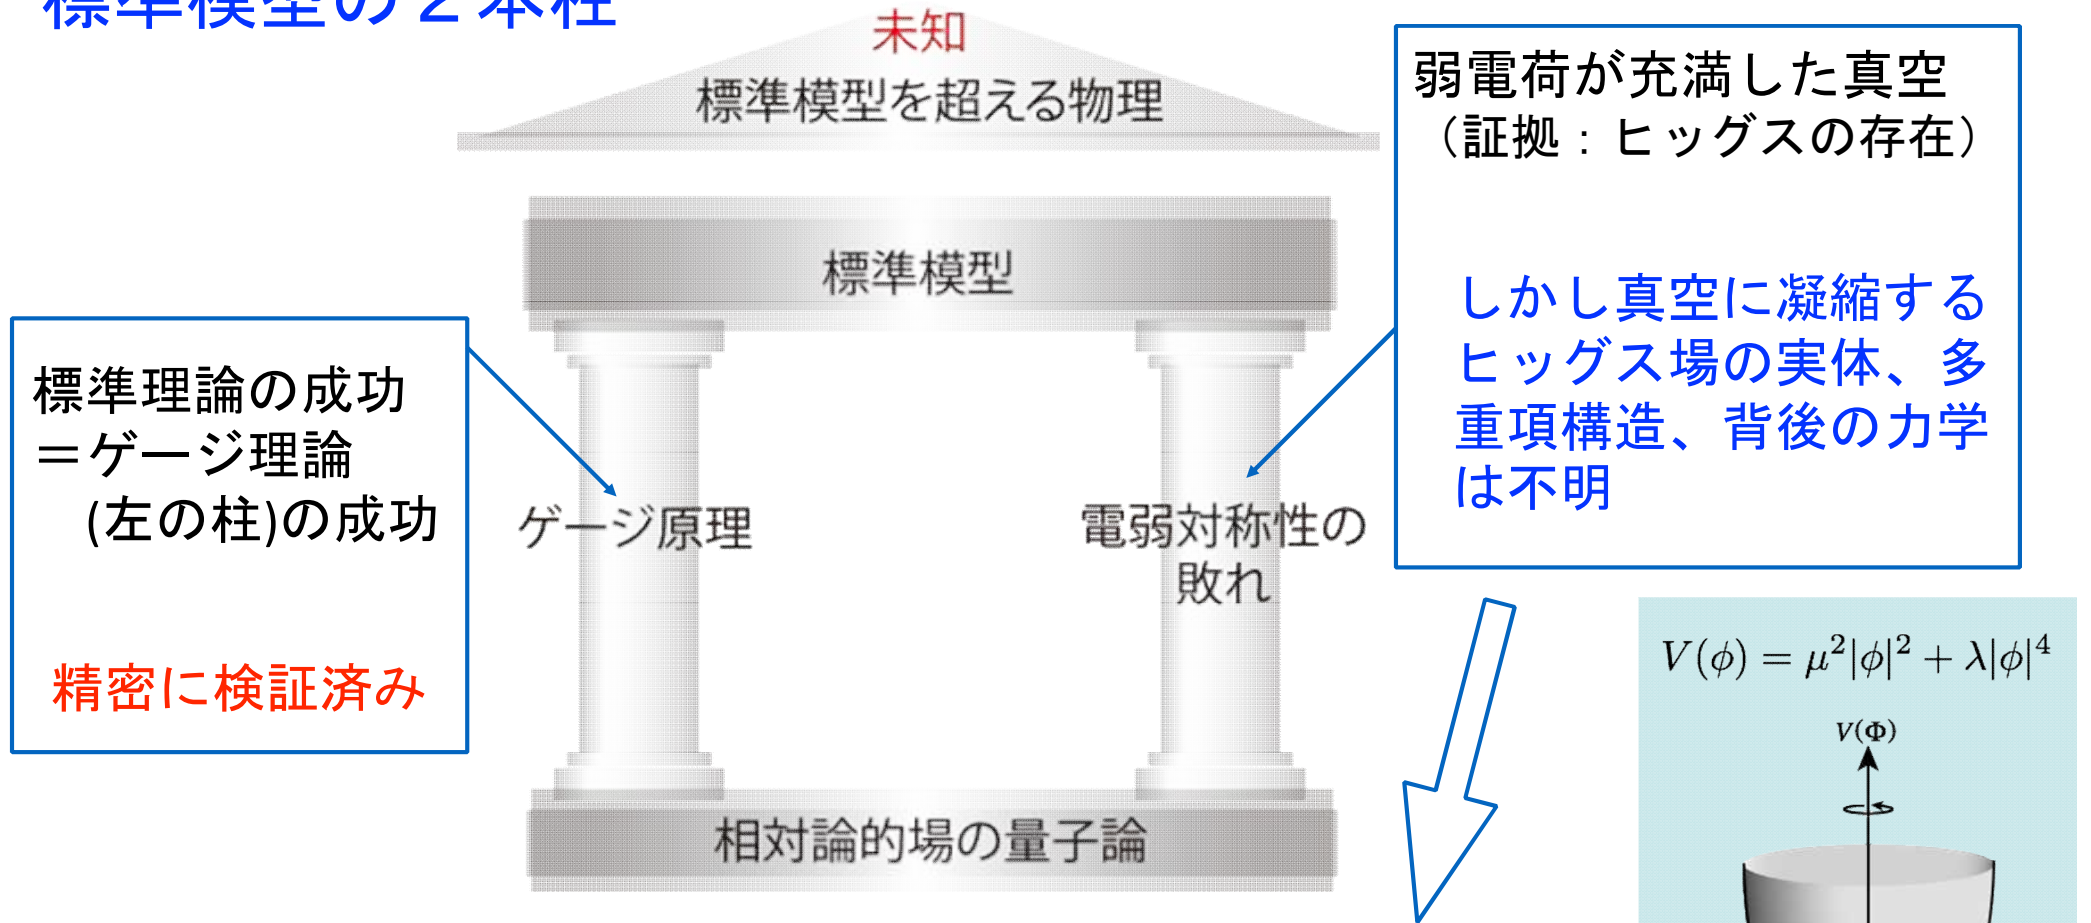 標準模型の２本柱
未知
標準模型を超える物理
標準模型
ゲージ原理
電弱対称性の
敗れ
相対論的場の量子論
標準理論の成功
＝ゲージ理論
(左の柱)の成功
精密に検証済み
弱電荷が充満した真空
（証拠：ヒッグスの存在）
しかし真空に凝縮する
ヒッグス場の実体、多
重項構造、背後の力学
は不明
V(ϕ) = μ²|ϕ|² + λ|ϕ|⁴
V(Φ)